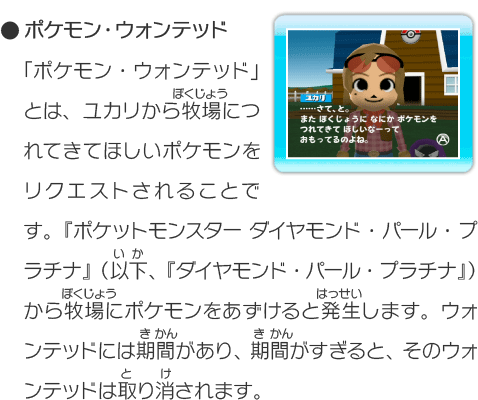 ●ポケモン・ウォンテッド
「ポケモン・ウォンテッド」
ぼくじょう
とは、ユカリから牧場につ
れてきてほしいポケモンを
リクエストされることで
す。『ポケットモンスター ダイヤモンド・パール・プ
いか
ラチナ』（以下、『ダイヤモンド・パール・プラチナ』）
ぼくじょう はっせい
から牧場にポケモンをあずけると発生します。ウォ
きかん きかん
ンテッドには期間があり、期間がすぎると、そのウォ
と け
ンテッドは取り消されます。
ユカリ
……さて、と。
また ぼくじょうに なにか ポケモンを
つれてきて ほしいなーって
おもってるのよね。
A